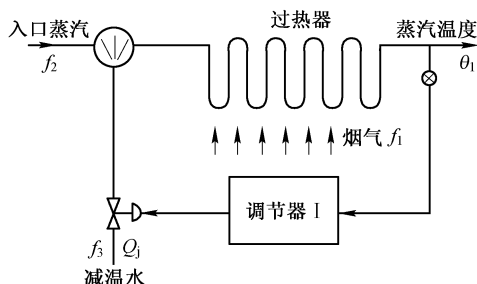 过热器
入口蒸汽
蒸汽温度
f₂
θ₁
烟气 f₁
调节器 I
f₃ Qⱼ
减温水